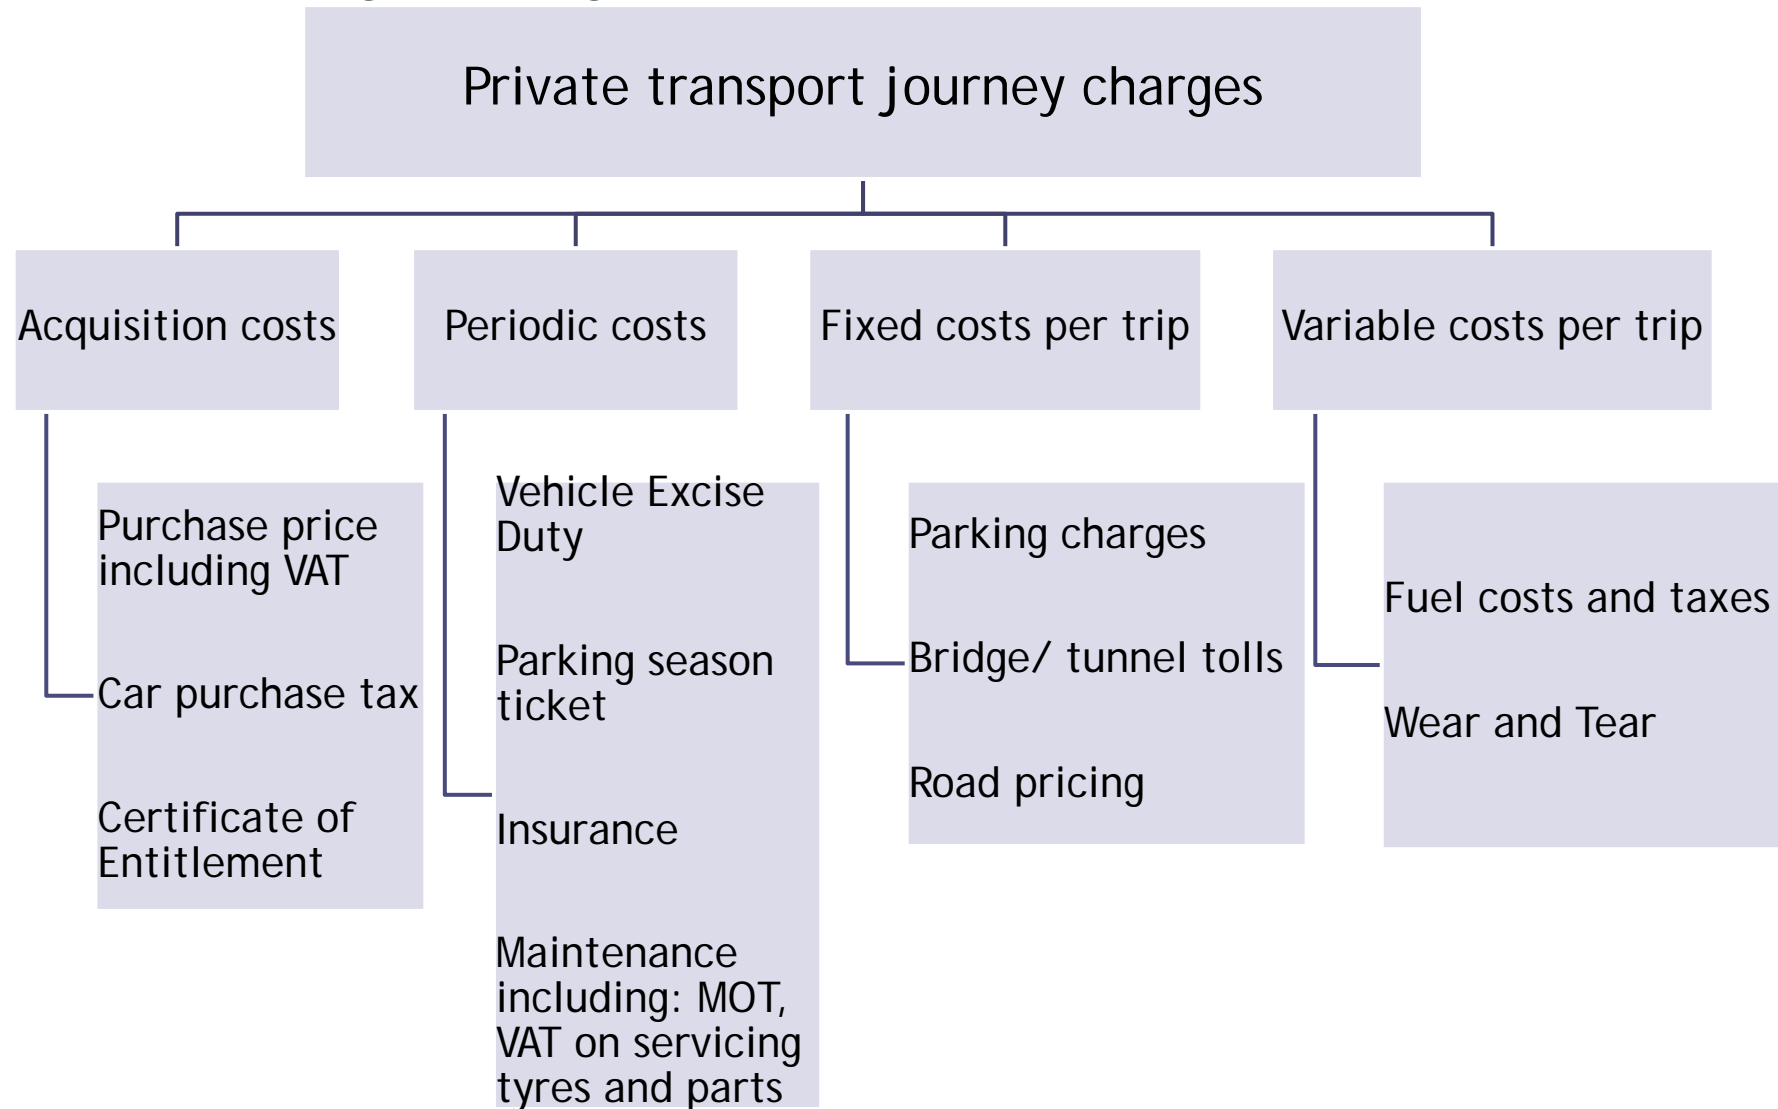 Private transport journey charges
Acquisition costs
Periodic costs
Fixed costs per trip
Variable costs per trip
Purchase price
including VAT
Car purchase tax
Certificate of
Entitlement
Vehicle Excise
Duty
Parking season
ticket
Insurance
Maintenance
including: MOT,
VAT on servicing
tyres and parts
Parking charges
Bridge/ tunnel tolls
Road pricing
Fuel costs and taxes
Wear and Tear